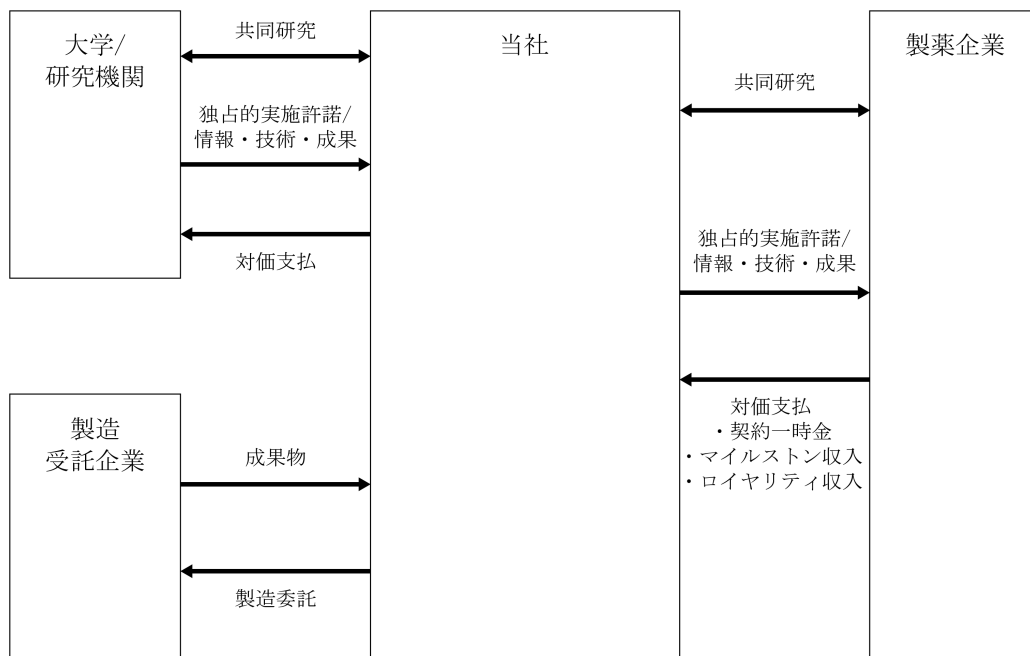 大学/
研究機関
共同研究
独占的実施許諾/
情報・技術・成果
対価支払
製造
受託企業
成果物
製造委託
当社
共同研究
独占的実施許諾/
情報・技術・成果
対価支払
・契約一時金
・マイルストン収入
・ロイヤリティ収入
製薬企業